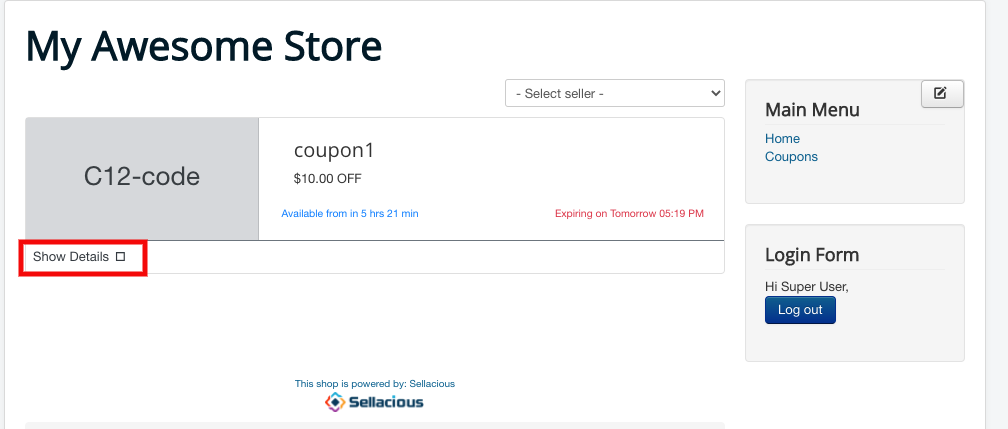 My Awesome Store
- Select seller -
C12-code
coupon1
$10.00 OFF
Available from in 5 hrs 21 min
Expiring on Tomorrow 05:19 PM
Show Details
Main Menu
Home
Coupons
Login Form
Hi Super User,
Log out
This shop is powered by: Sellacious
Sellacious